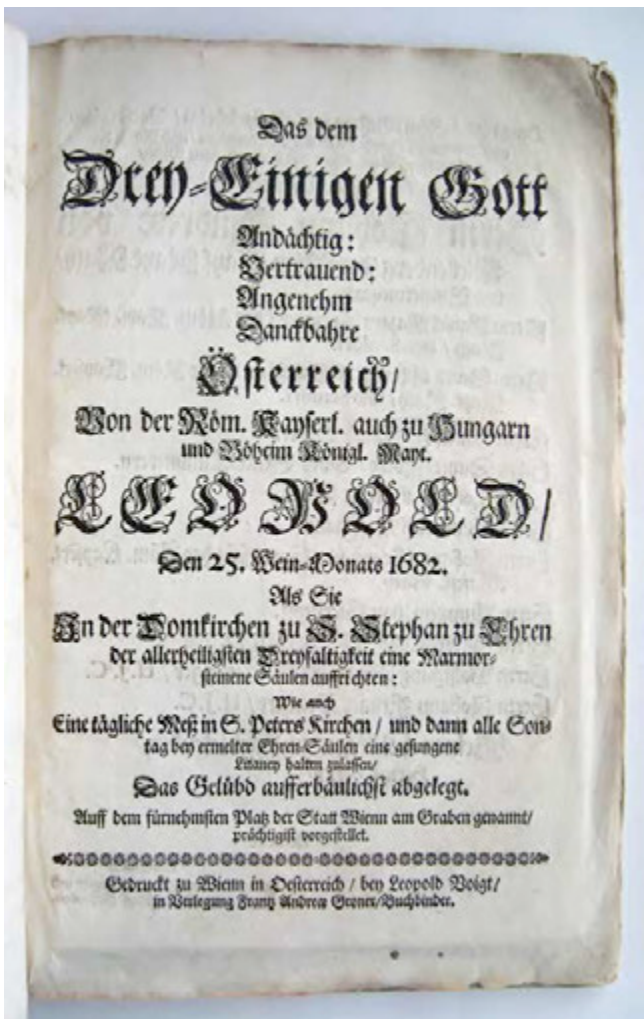 Das dem
Drey-Einigen Gott
Andächtig:
Vertrauend:
Angenehm
Danckbahre
Österreich/
Von der Röm. Kayserl. auch zu Hungarn
und Böheim Königl. Mayt.
LEOPOLD/
Den 25. Wein-Monats 1682.
Als Sie
In der Domkirchen zu S. Stephan zu Ehren
der allerheiligsten Dreyfaltigkeit eine Marmor-
steinene Säulen auffrichten:
Wie auch
Eine tägliche Meß in S. Peters Kirchen/ und dann alle Son-
tag bey ermelter Ehren-Säulen eine gesungene
Litaney halten zulassen/
Das Gelübd aufferbäulichst abgelegt.
Auff dem fürnehmsten Platz der Statt Wienn am Graben genannt/
prächtigist vorgestellet.
Gedruckt zu Wienn in Oesterreich/ bey Leopold Voigt/
in Verlegung Frantz Andreæ Groner/Buchbinder.